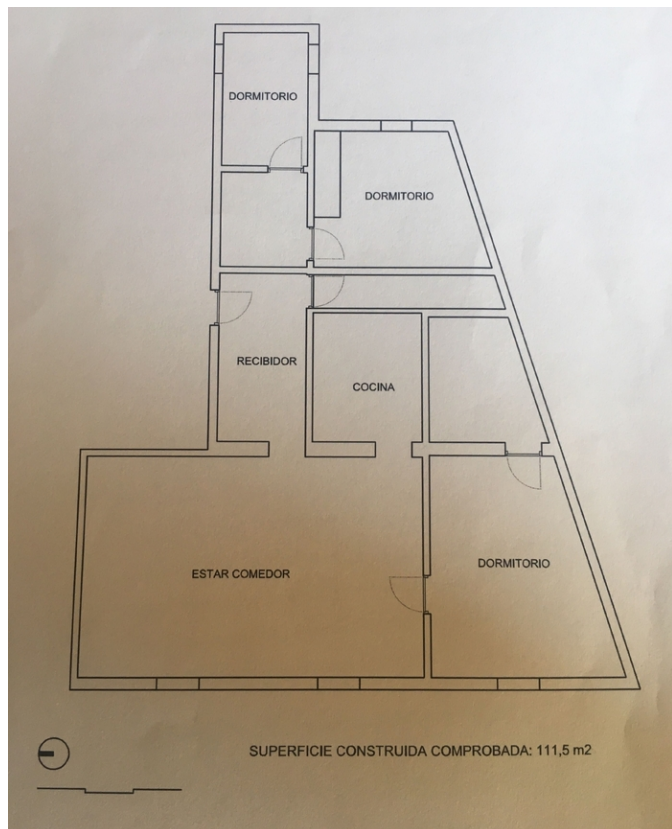 DORMITORIO
DORMITORIO
RECIBIDOR
COCINA
ESTAR COMEDOR
DORMITORIO
SUPERFICIE CONSTRUIDA COMPROBADA: 111,5 m2